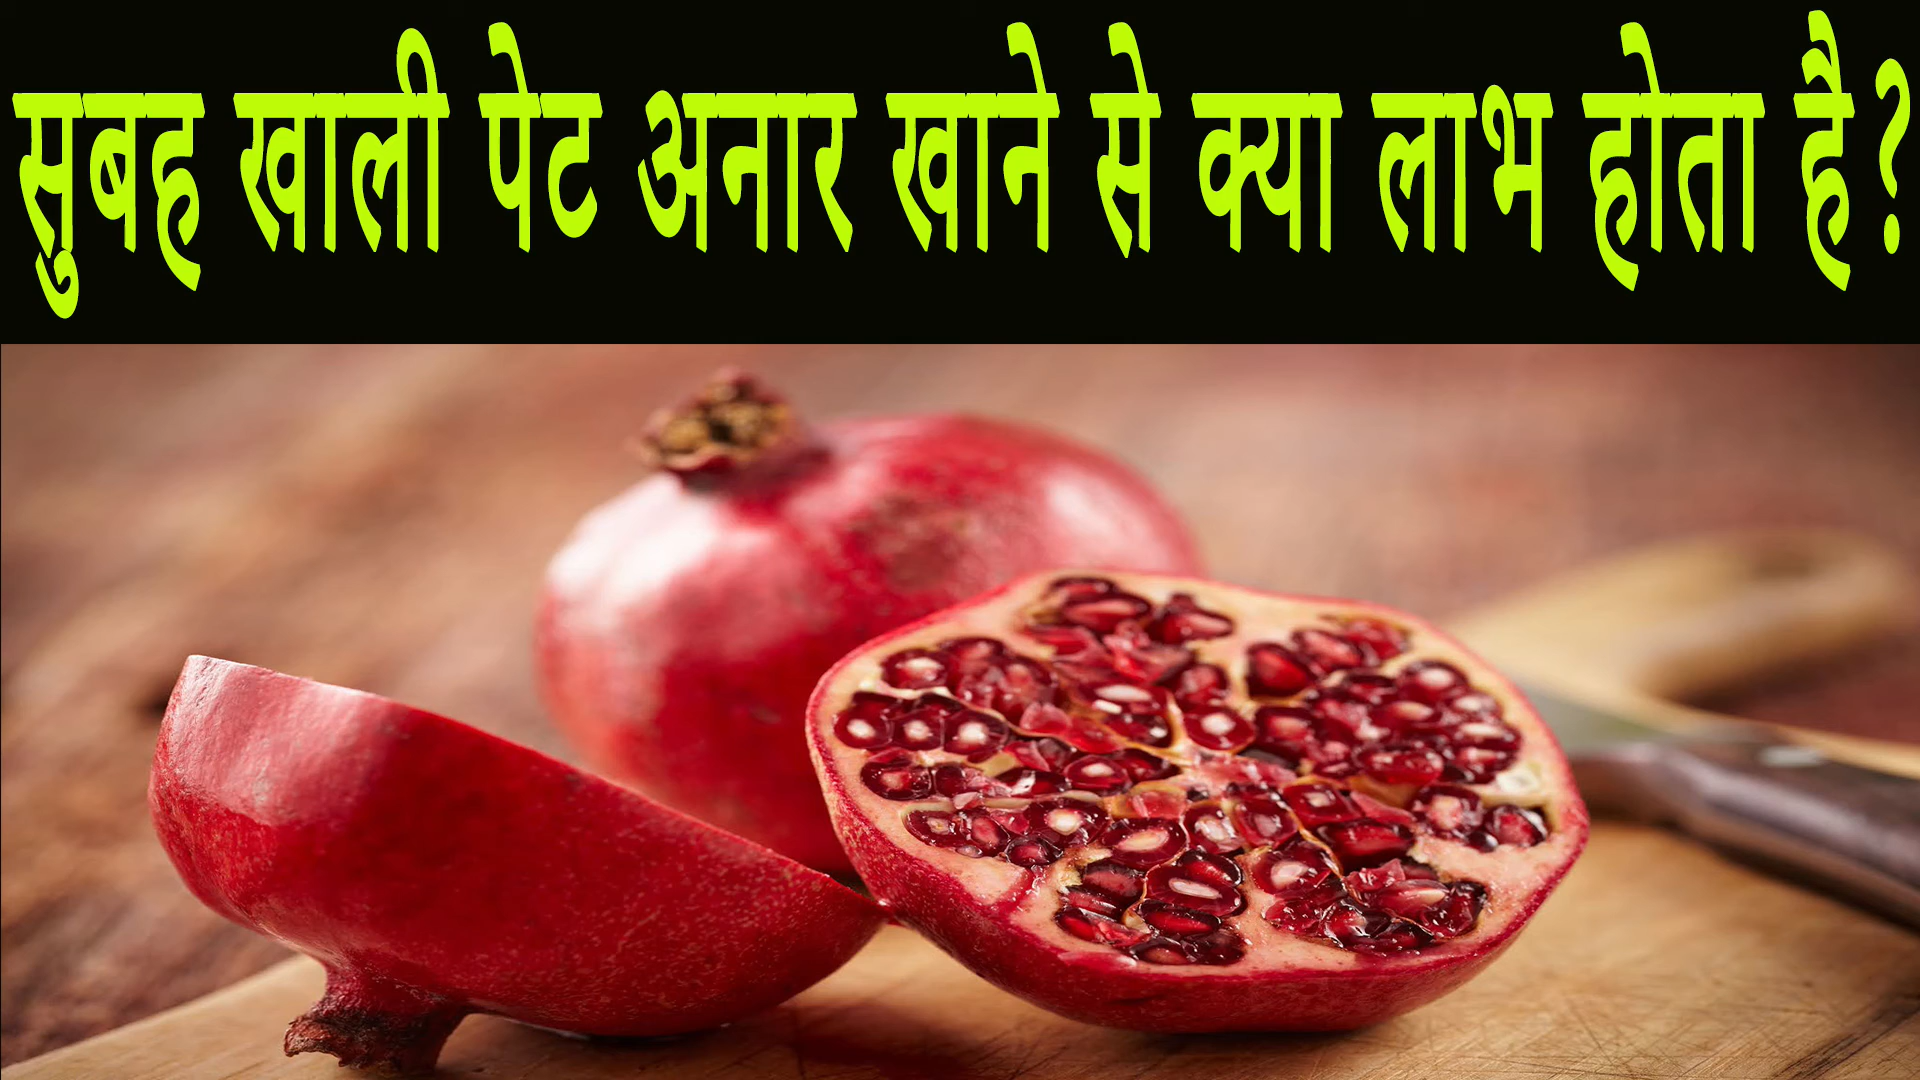 सुबह खाली पेट अनार खाने से क्या लाभ होता है?